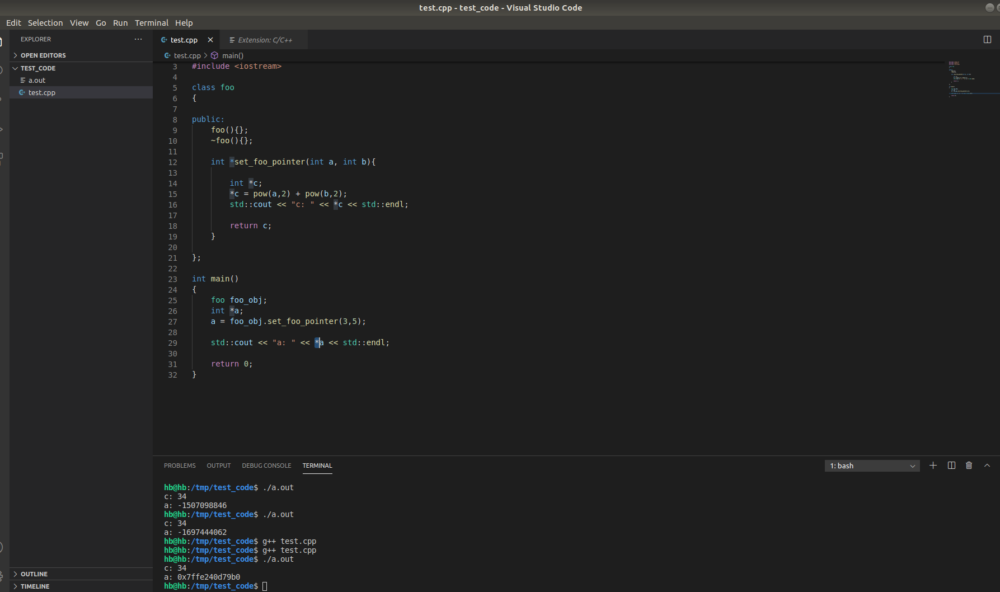 test.cpp - test_code - Visual Studio Code
Edit Selection View Go Run Terminal Help
EXPLORER ···
OPEN EDITORS
TEST_CODE
a.out
test.cpp
OUTLINE
TIMELINE
test.cpp Extension: C/C++
test.cpp > main()
3 #include <iostream>
4
5 class foo
6 {
7
8 public:
9 foo(){};
10 ~foo(){};
11
12 int *set_foo_pointer(int a, int b){
13
14 int *c;
15 *c = pow(a,2) + pow(b,2);
16 std::cout << "c: " << *c << std::endl;
17
18 return c;
19 }
20
21 };
22
23 int main()
24 {
25 foo foo_obj;
26 int *a;
27 a = foo_obj.set_foo_pointer(3,5);
28
29 std::cout << "a: " << *a << std::endl;
30
31 return 0;
32 }
PROBLEMS OUTPUT DEBUG CONSOLE TERMINAL 1: bash
hb@hb:/tmp/test_code$ ./a.out
c: 34
a: -1507098846
hb@hb:/tmp/test_code$ ./a.out
c: 34
a: -1697444062
hb@hb:/tmp/test_code$ g++ test.cpp
hb@hb:/tmp/test_code$ g++ test.cpp
hb@hb:/tmp/test_code$ ./a.out
c: 34
a: 0x7ffe240d79b0
hb@hb:/tmp/test_code$